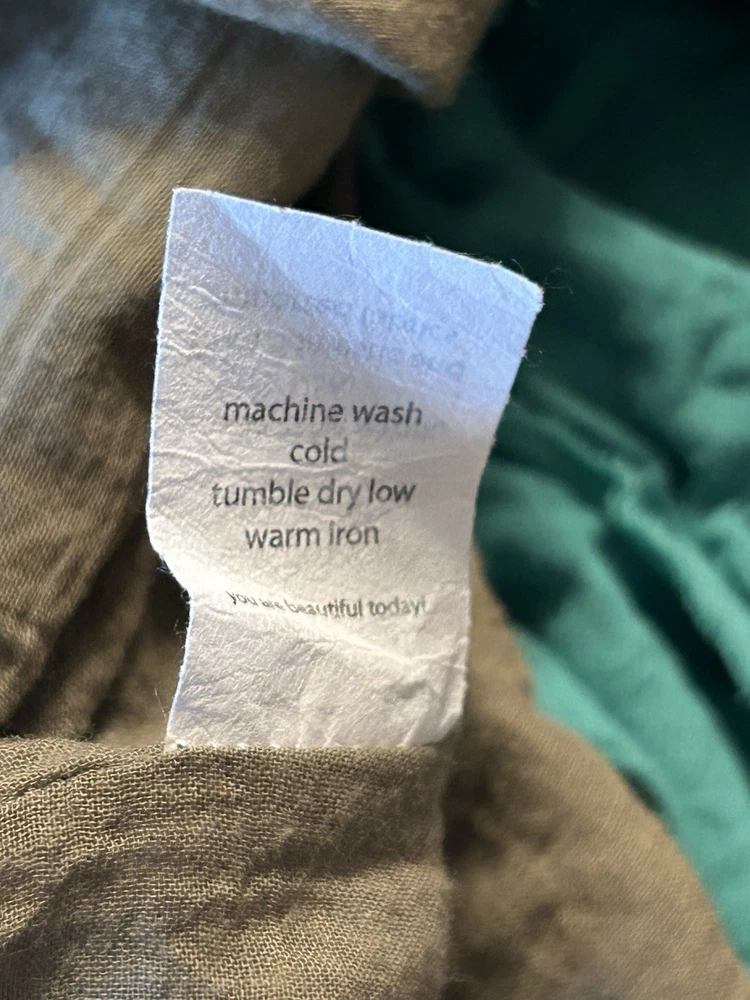 machine wash
cold
tumble dry low
warm iron
you are beautiful today!